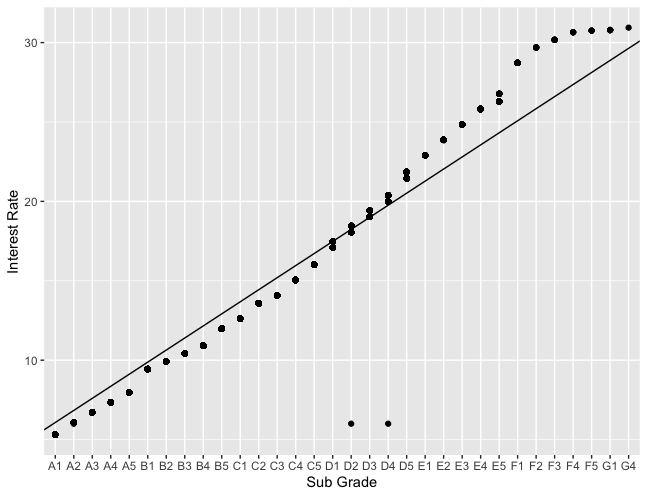 Interest Rate
30
20
10
A1 A2 A3 A4 A5 B1 B2 B3 B4 B5 C1 C2 C3 C4 C5 D1 D2 D3 D4 D5 E1 E2 E3 E4 E5 F1 F2 F3 F4 F5 G1 G4
Sub Grade